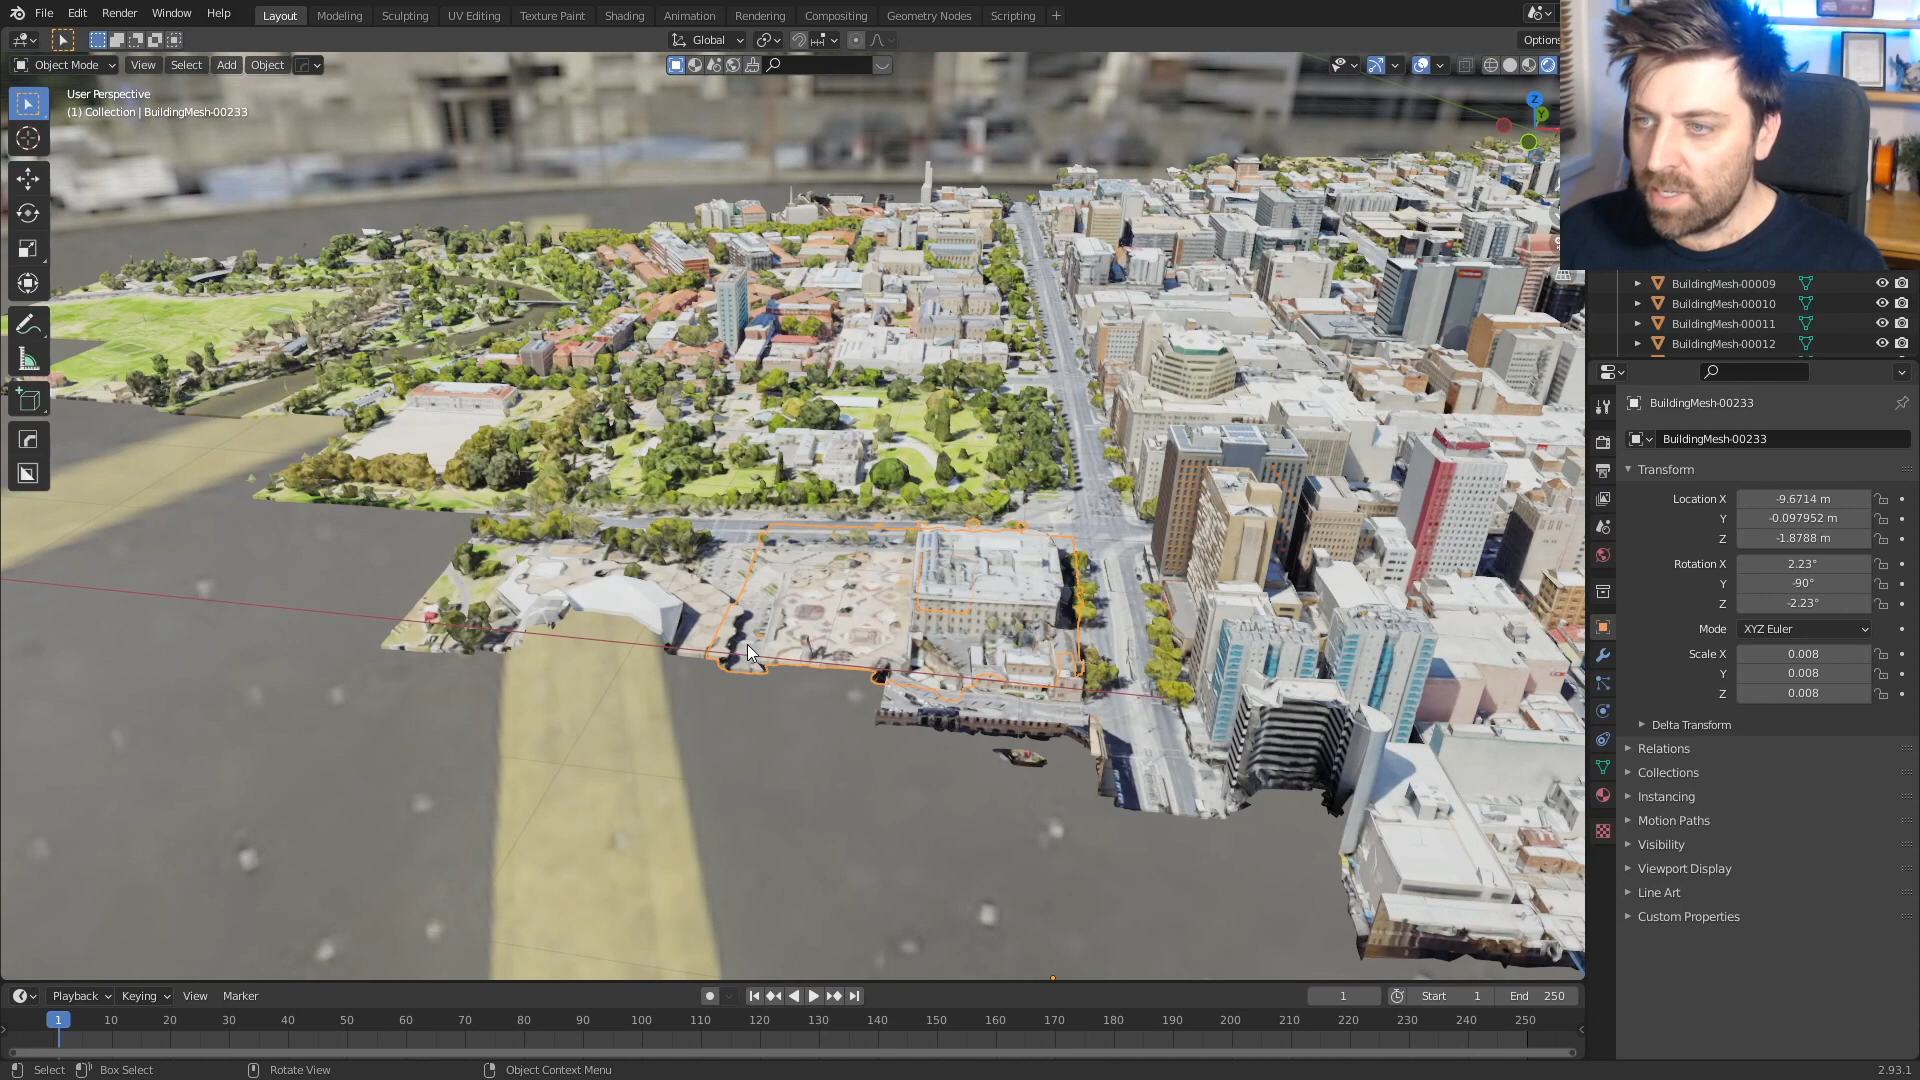 File Edit Render Window Help Layout Modeling Sculpting UV Editing Texture Paint Shading Animation Rendering Compositing Geometry Nodes Scripting +
Global Options
Object Mode View Select Add Object
User Perspective
(1) Collection | BuildingMesh-00233
Z
Y
BuildingMesh-00009
BuildingMesh-00010
BuildingMesh-00011
BuildingMesh-00012
BuildingMesh-00233
BuildingMesh-00233
Transform
Location X -9.6714 m
Y -0.097952 m
Z -1.8788 m
Rotation X 2.23°
Y -90°
Z -2.23°
Mode XYZ Euler
Scale X 0.008
Y 0.008
Z 0.008
Delta Transform
Relations
Collections
Instancing
Motion Paths
Visibility
Viewport Display
Line Art
Custom Properties
Playback Keying View Marker 1 Start 1 End 250
1 10 20 30 40 50 60 70 80 90 100 110 120 130 140 150 160 170 180 190 200 210 220 230 240 250
Select Box Select Rotate View Object Context Menu 2.93.1